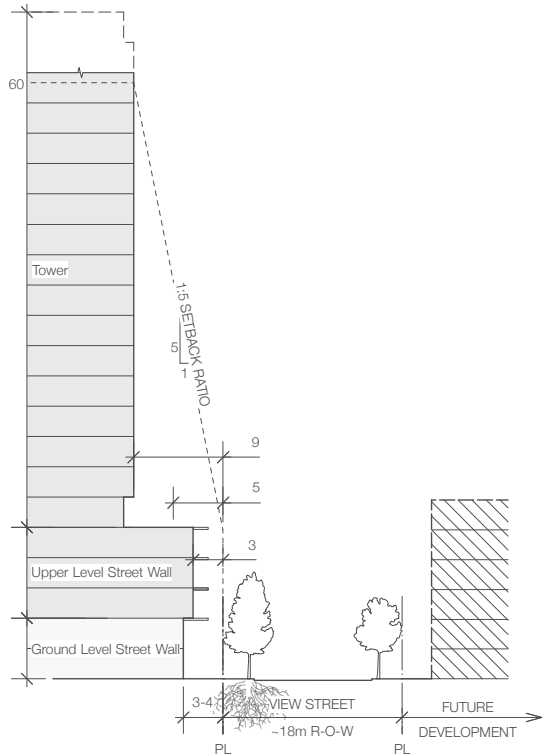 60
Tower
1:5 SETBACK RATIO
5
1
9
5
3
Upper Level Street Wall
Ground Level Street Wall
3-4
VIEW STREET
~18m R-O-W
FUTURE
DEVELOPMENT
PL
PL